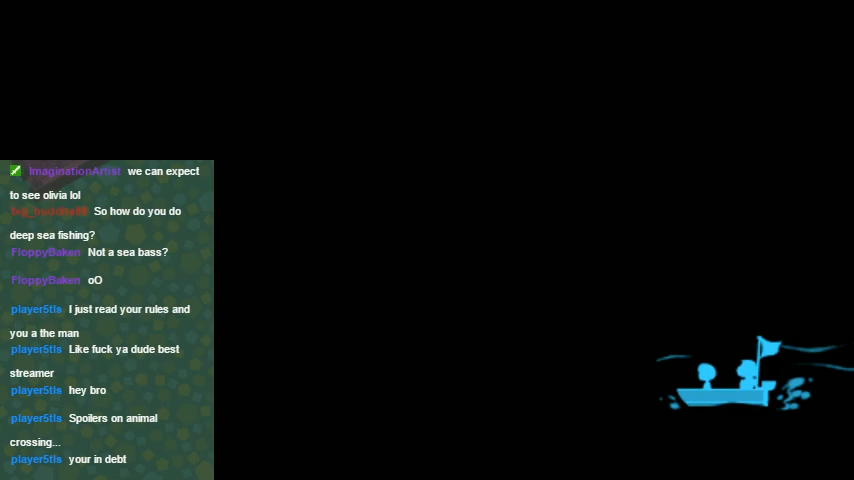 ImaginationArtist we can expect
to see olivia lol
So how do you do
deep sea fishing?
FloppyBaken Not a sea bass?
FloppyBaken oO
player5tls I just read your rules and
you a the man
player5tls Like fuck ya dude best
streamer
player5tls hey bro
player5tls Spoilers on animal
crossing...
player5tls your in debt